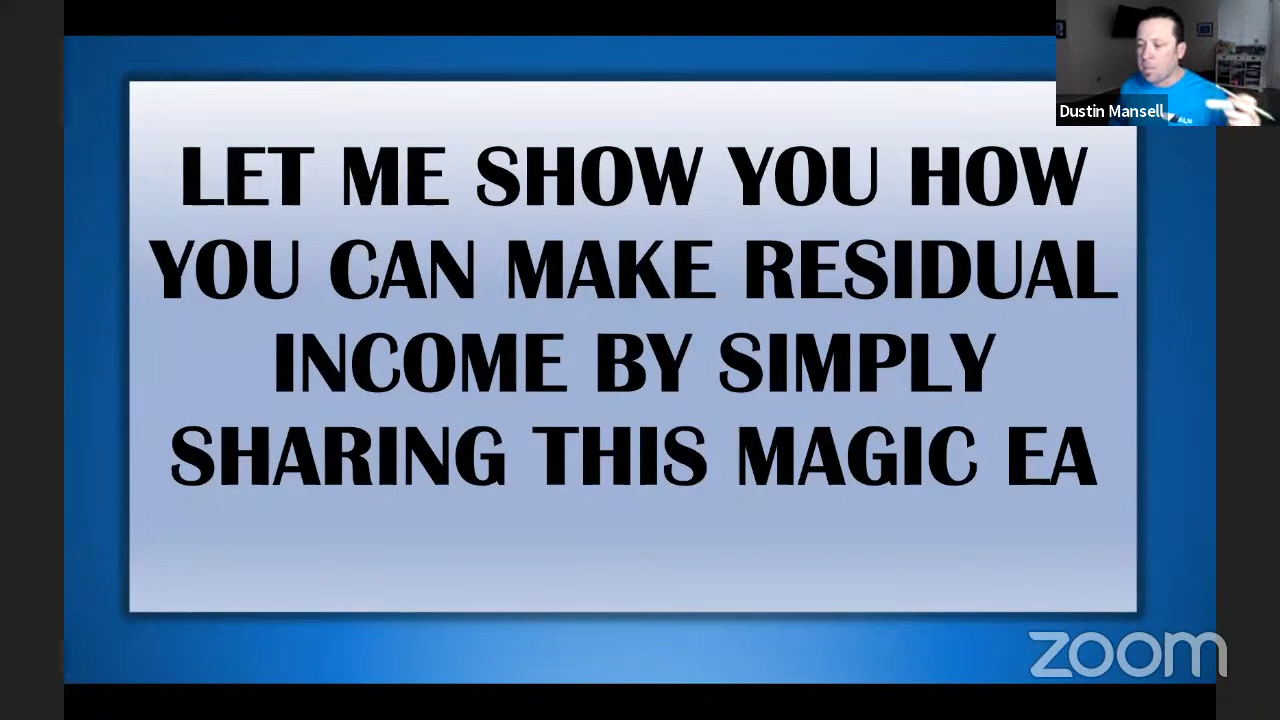 Dustin Mansell
LET ME SHOW YOU HOW
YOU CAN MAKE RESIDUAL
INCOME BY SIMPLY
SHARING THIS MAGIC EA
zoom